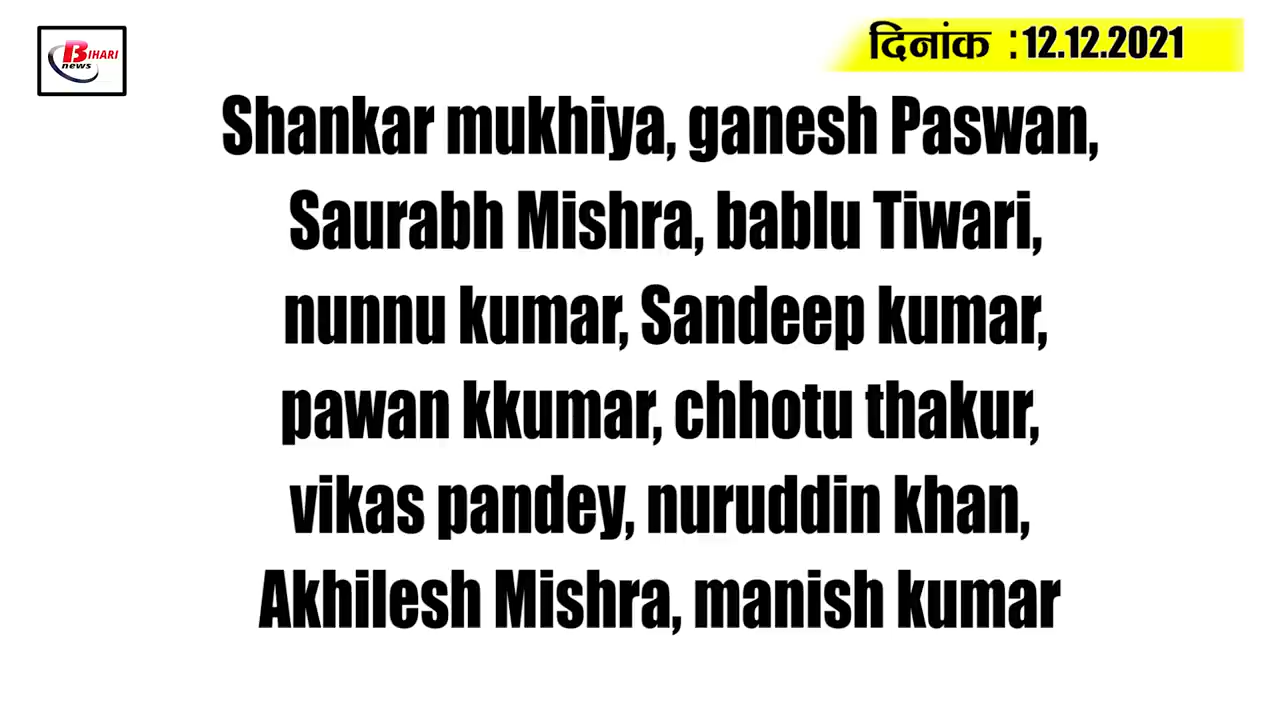 BIHARI
news
दिनांक :12.12.2021
Shankar mukhiya, ganesh Paswan,
Saurabh Mishra, bablu Tiwari,
nunnu kumar, Sandeep kumar,
pawan kkumar, chhotu thakur,
vikas pandey, nuruddin khan,
Akhilesh Mishra, manish kumar